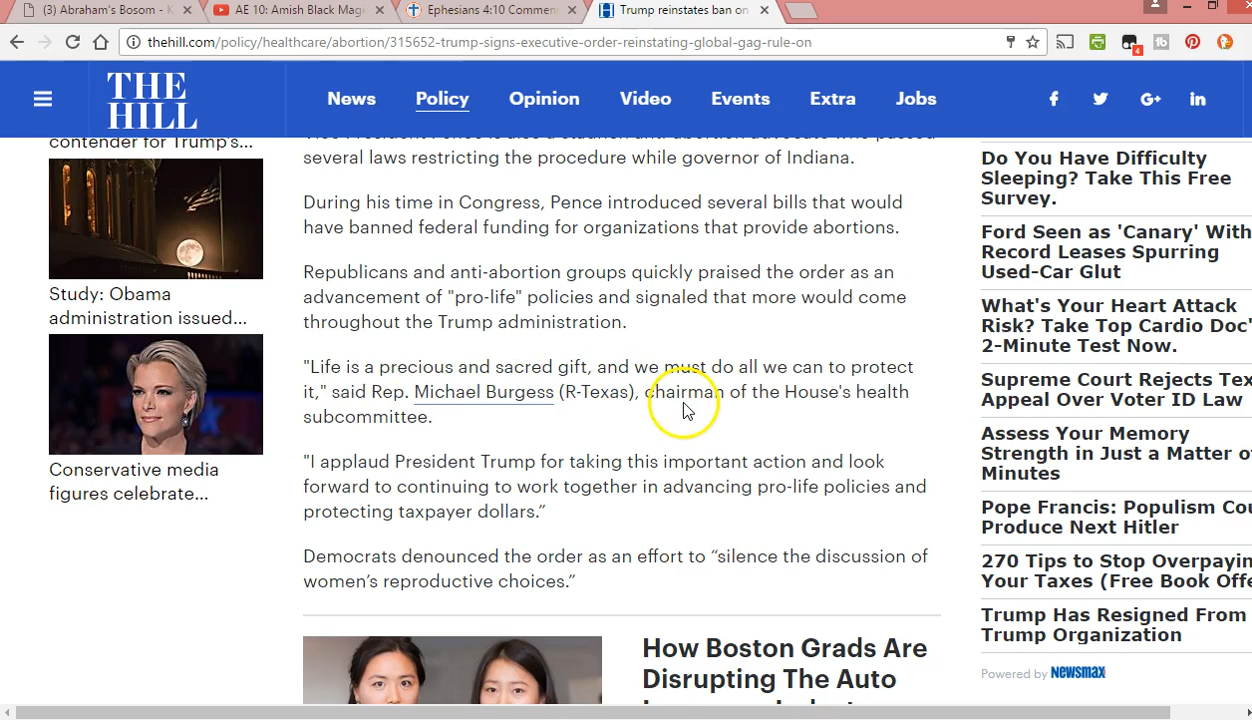 (3) Abraham's Bosom - K
AE 10: Amish Black Magi
Ephesians 4:10 Commen
Trump reinstates ban on
thehill.com/policy/healthcare/abortion/315652-trump-signs-executive-order-reinstating-global-gag-rule-on
4
tb
THE
HILL
News
Policy
Opinion
Video
Events
Extra
Jobs
G+
in
contender for Trump's...
Study: Obama
administration issued...
Conservative media
figures celebrate...
several laws restricting the procedure while governor of Indiana.
During his time in Congress, Pence introduced several bills that would
have banned federal funding for organizations that provide abortions.
Republicans and anti-abortion groups quickly praised the order as an
advancement of "pro-life" policies and signaled that more would come
throughout the Trump administration.
"Life is a precious and sacred gift, and we must do all we can to protect
it," said Rep. Michael Burgess (R-Texas), chairman of the House's health
subcommittee.
"I applaud President Trump for taking this important action and look
forward to continuing to work together in advancing pro-life policies and
protecting taxpayer dollars.”
Democrats denounced the order as an effort to “silence the discussion of
women’s reproductive choices.”
How Boston Grads Are
Disrupting The Auto
Do You Have Difficulty
Sleeping? Take This Free
Survey.
Ford Seen as 'Canary' With
Record Leases Spurring
Used-Car Glut
What's Your Heart Attack
Risk? Take Top Cardio Doc'
2-Minute Test Now.
Supreme Court Rejects Tex
Appeal Over Voter ID Law
Assess Your Memory
Strength in Just a Matter o
Minutes
Pope Francis: Populism Cou
Produce Next Hitler
270 Tips to Stop Overpayin
Your Taxes (Free Book Offe
Trump Has Resigned From
Trump Organization
Powered by Newsmax